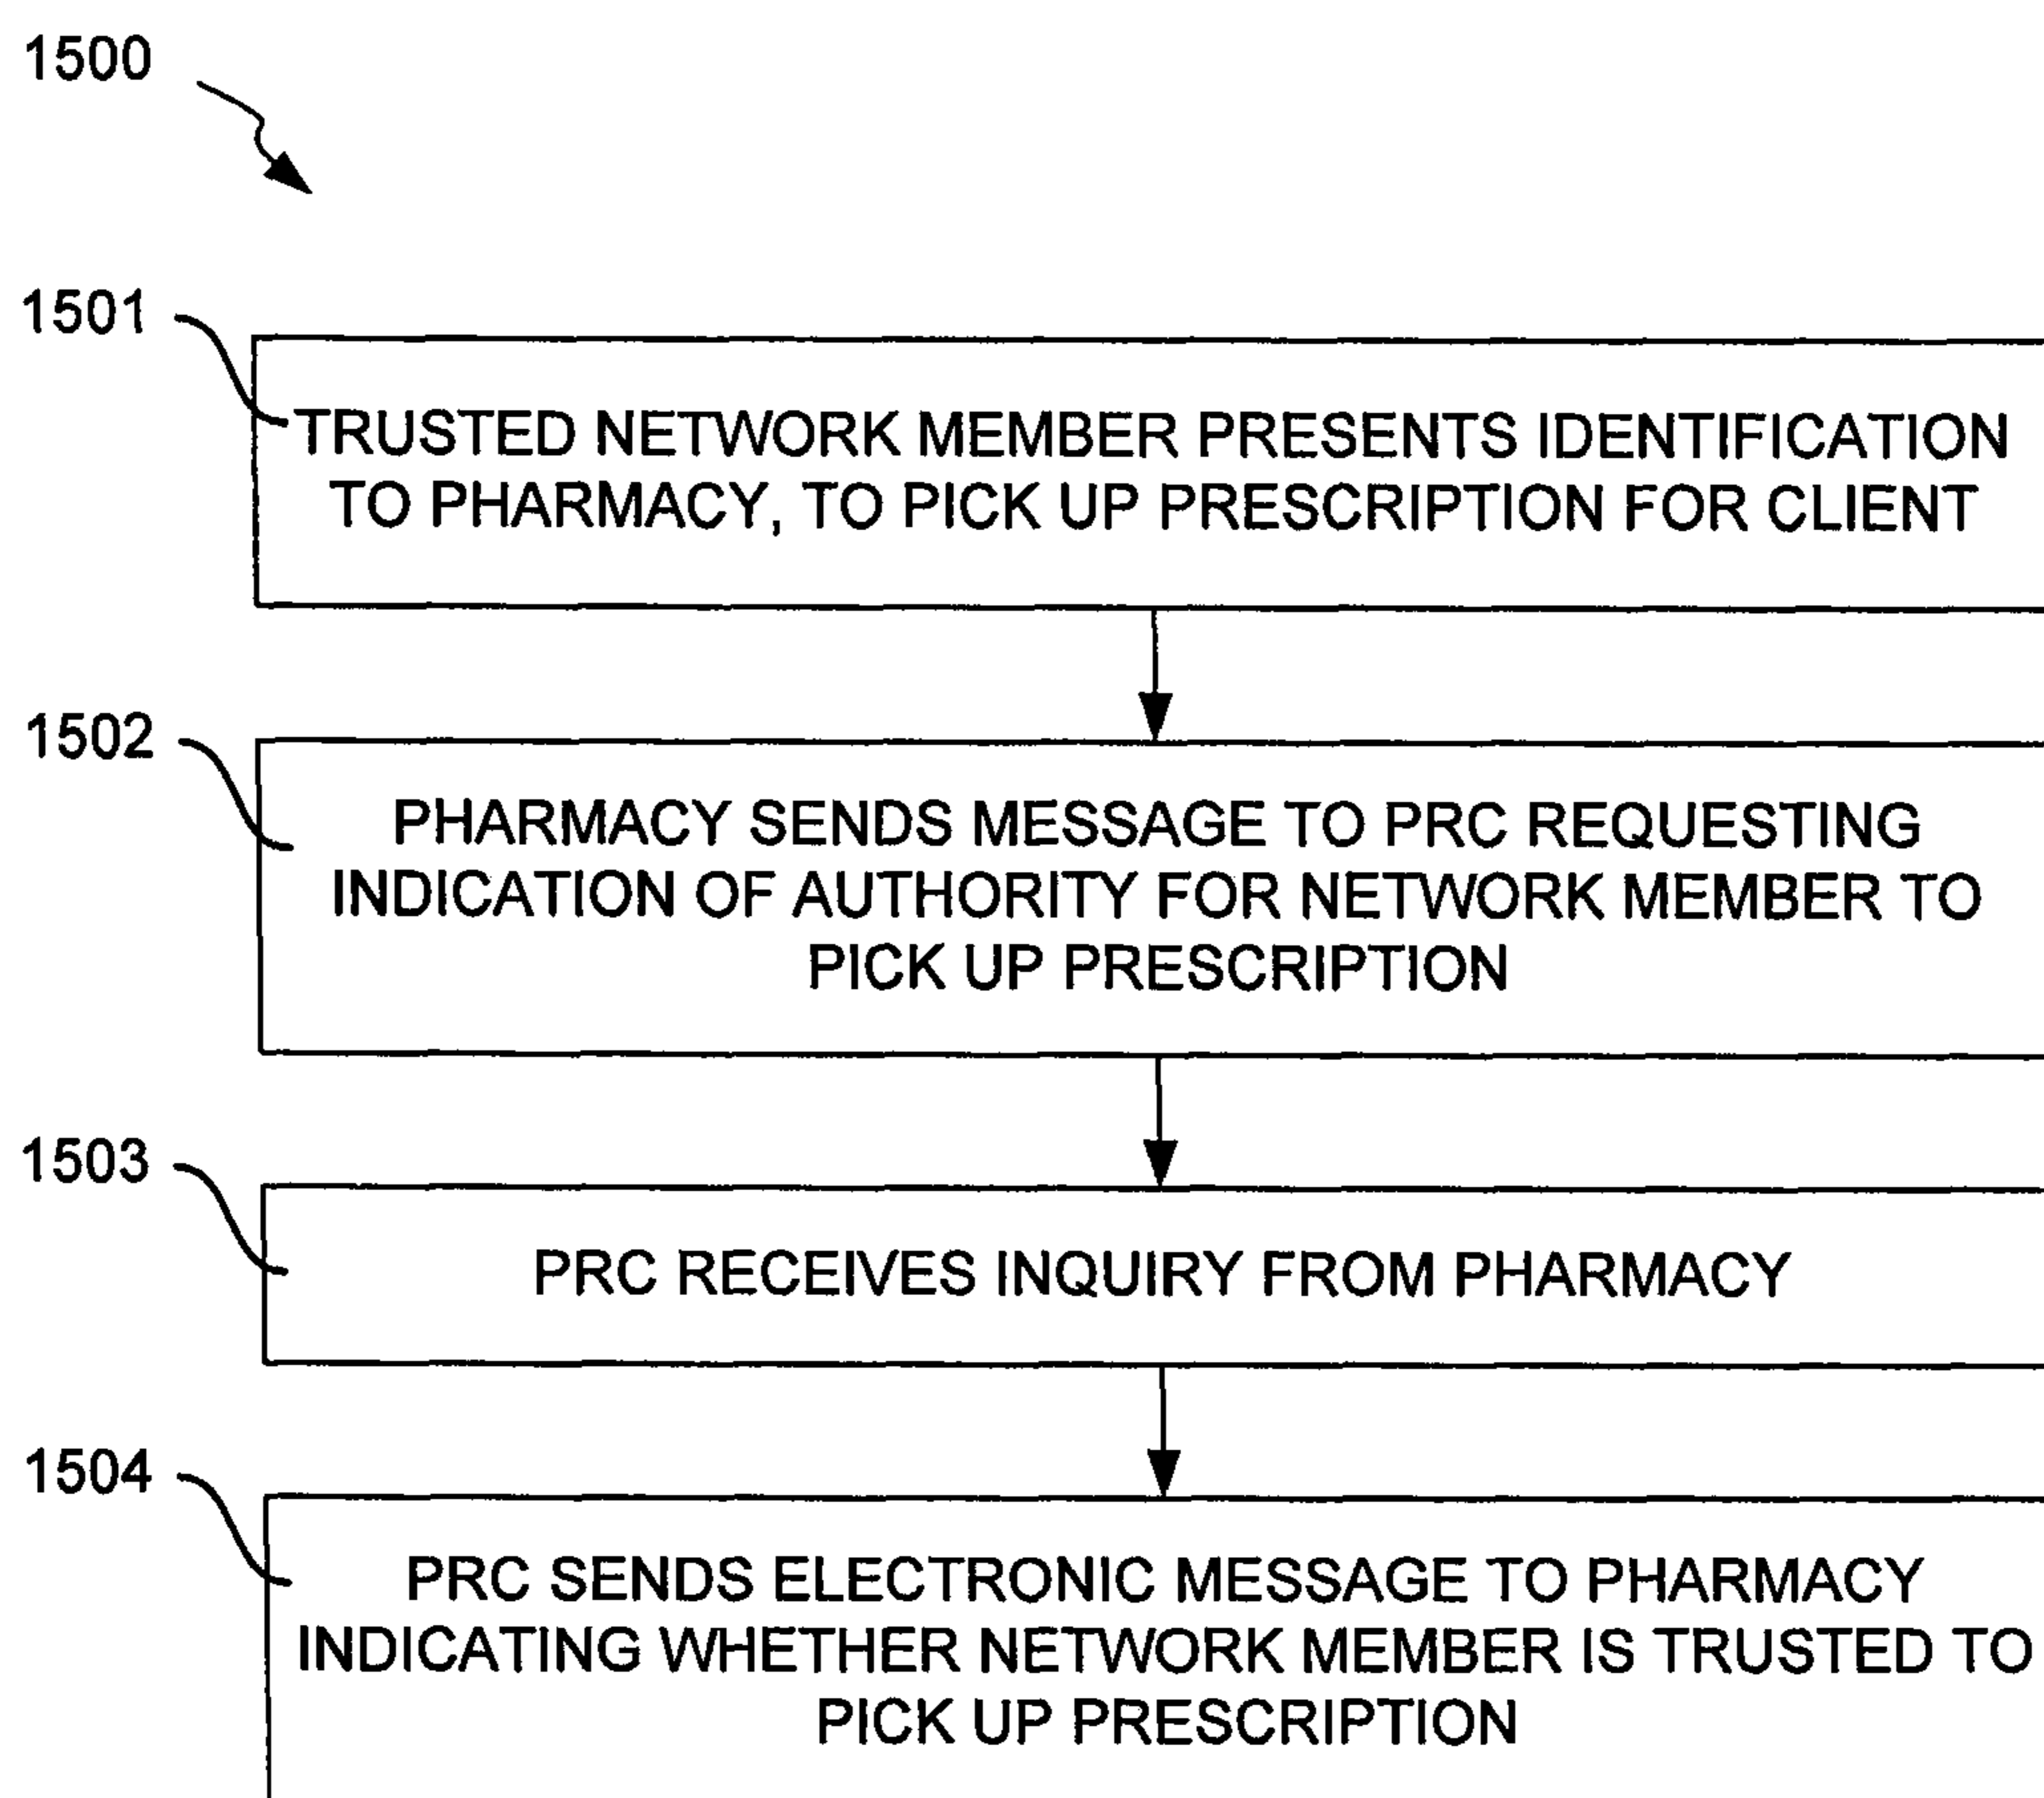 1500
1501
TRUSTED NETWORK MEMBER PRESENTS IDENTIFICATION
TO PHARMACY, TO PICK UP PRESCRIPTION FOR CLIENT
1502
PHARMACY SENDS MESSAGE TO PRC REQUESTING
INDICATION OF AUTHORITY FOR NETWORK MEMBER TO
PICK UP PRESCRIPTION
1503
PRC RECEIVES INQUIRY FROM PHARMACY
1504
PRC SENDS ELECTRONIC MESSAGE TO PHARMACY
INDICATING WHETHER NETWORK MEMBER IS TRUSTED TO
PICK UP PRESCRIPTION